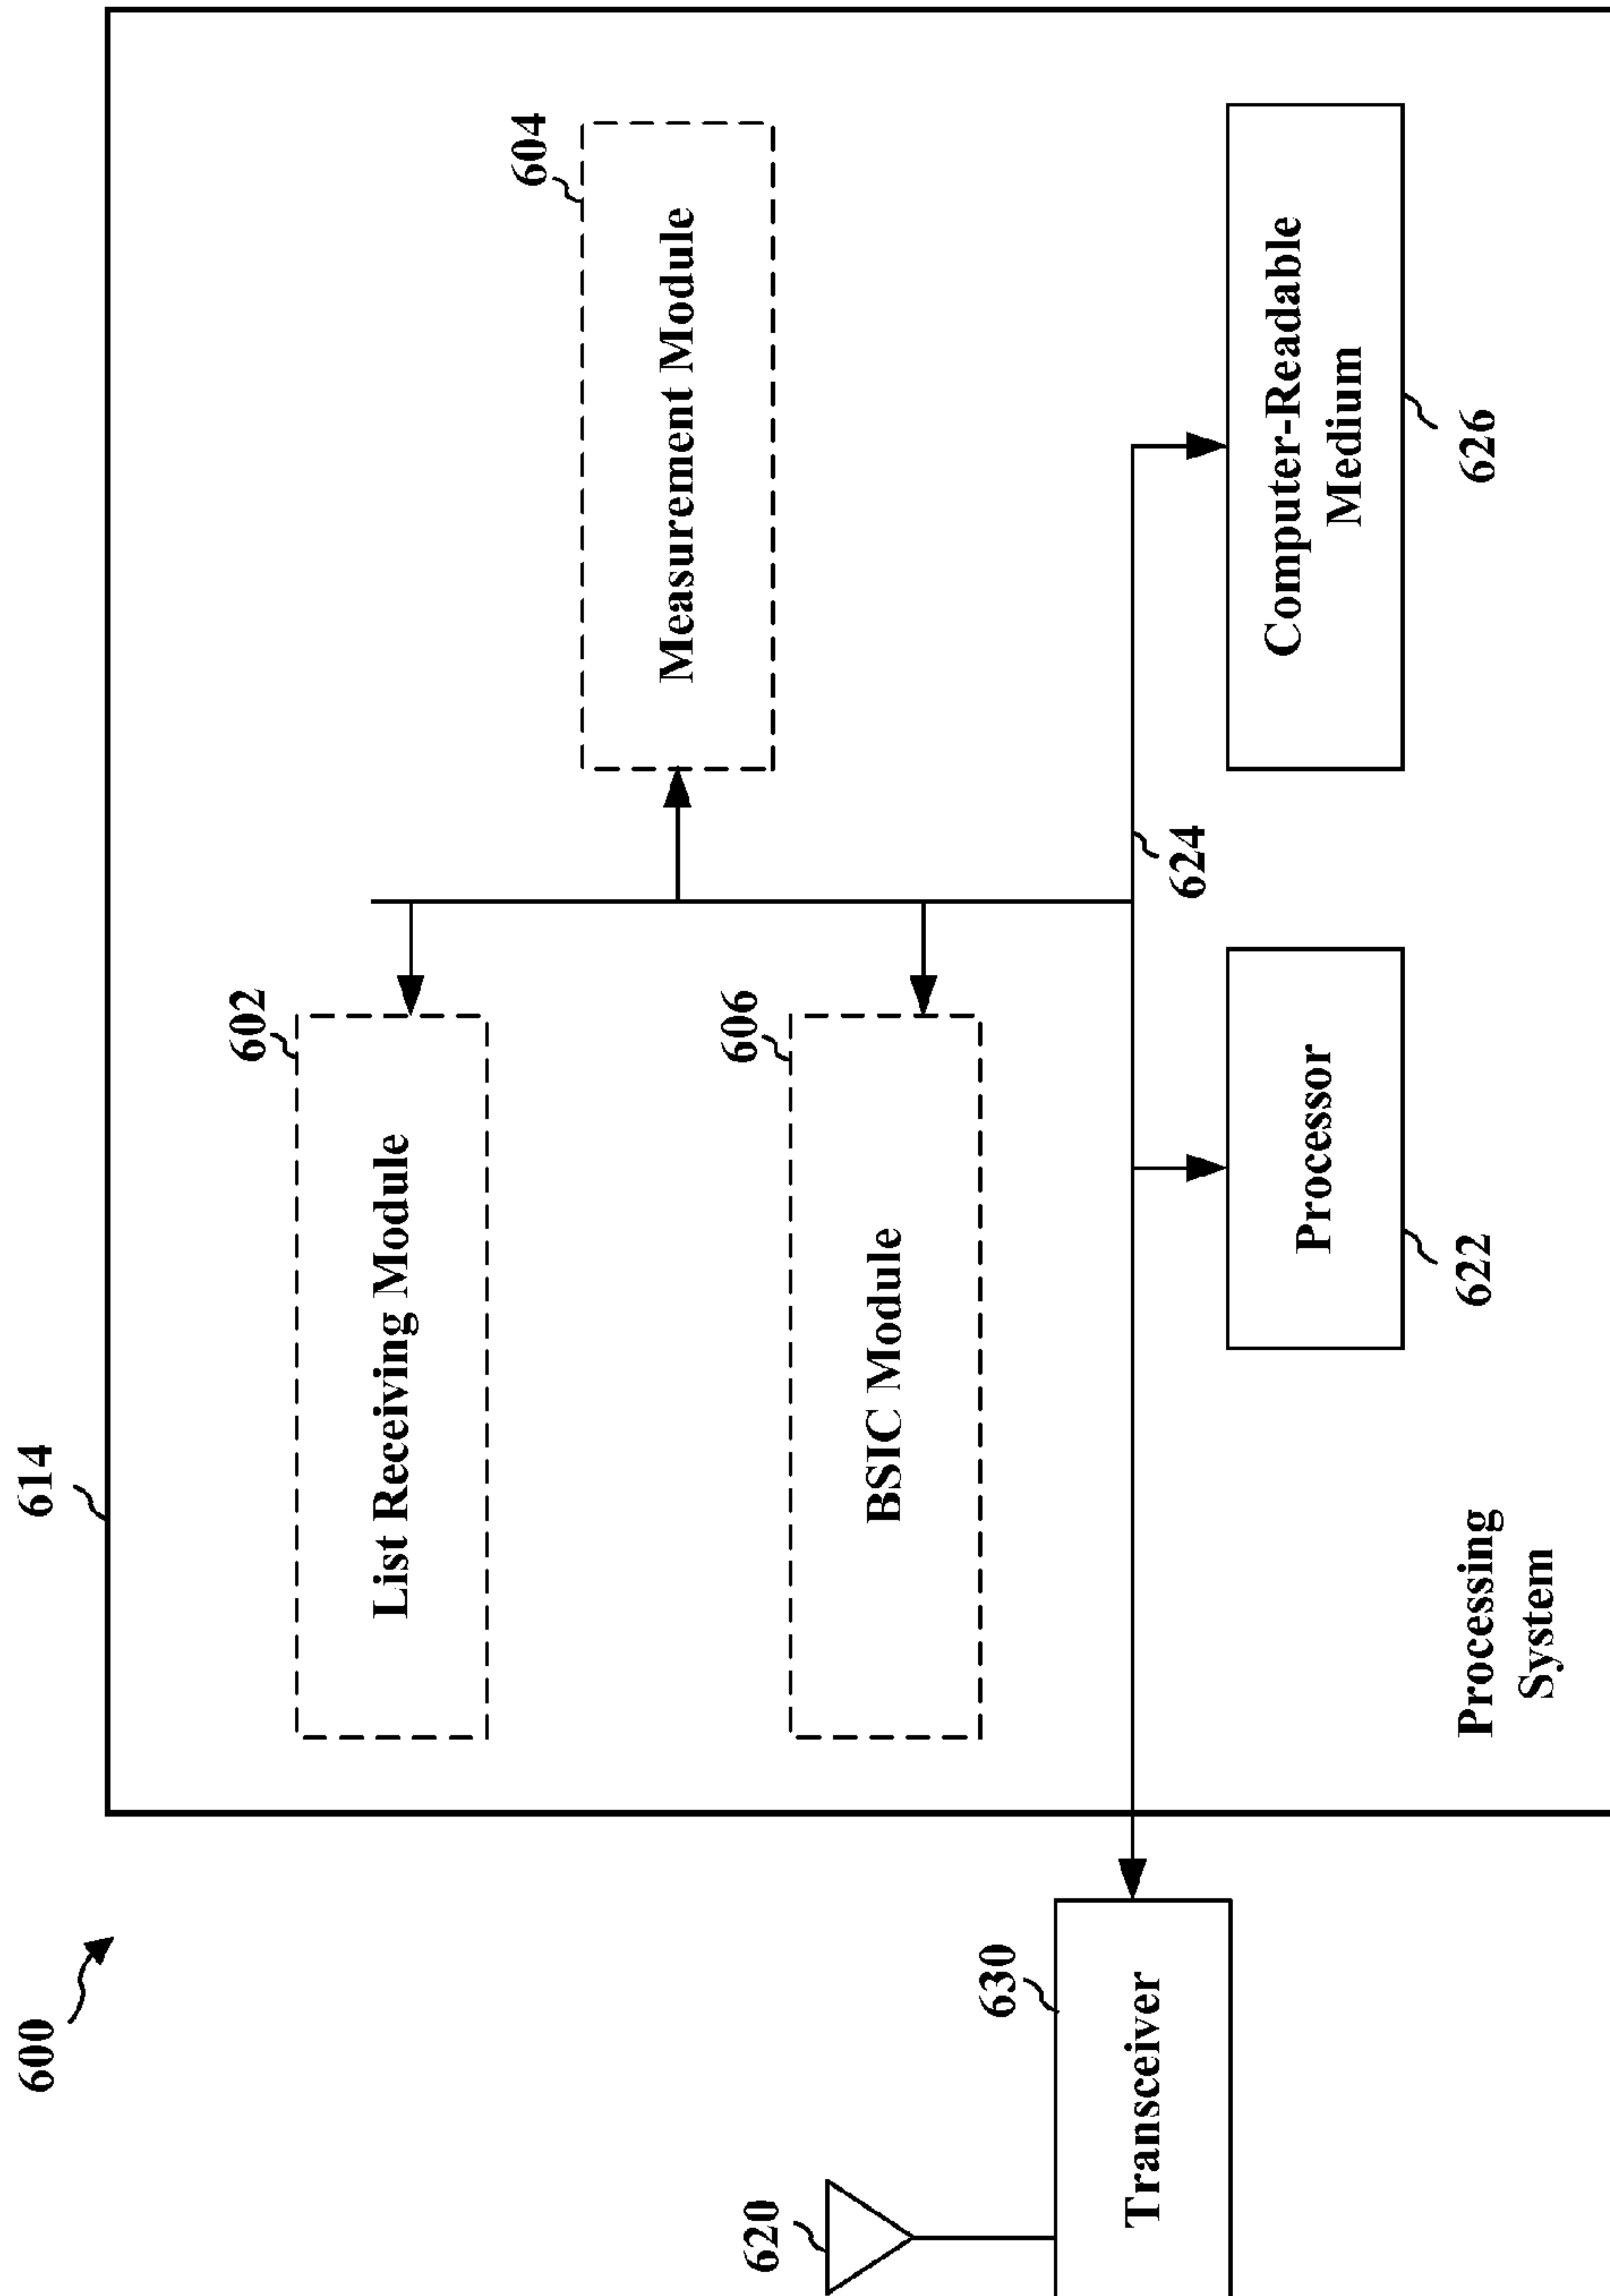 600
614
602
List Receiving Module
604
Measurement Module
606
BSIC Module
620
630
Transceiver
624
Processor
622
Computer-Readable
Medium
626
Processing
System